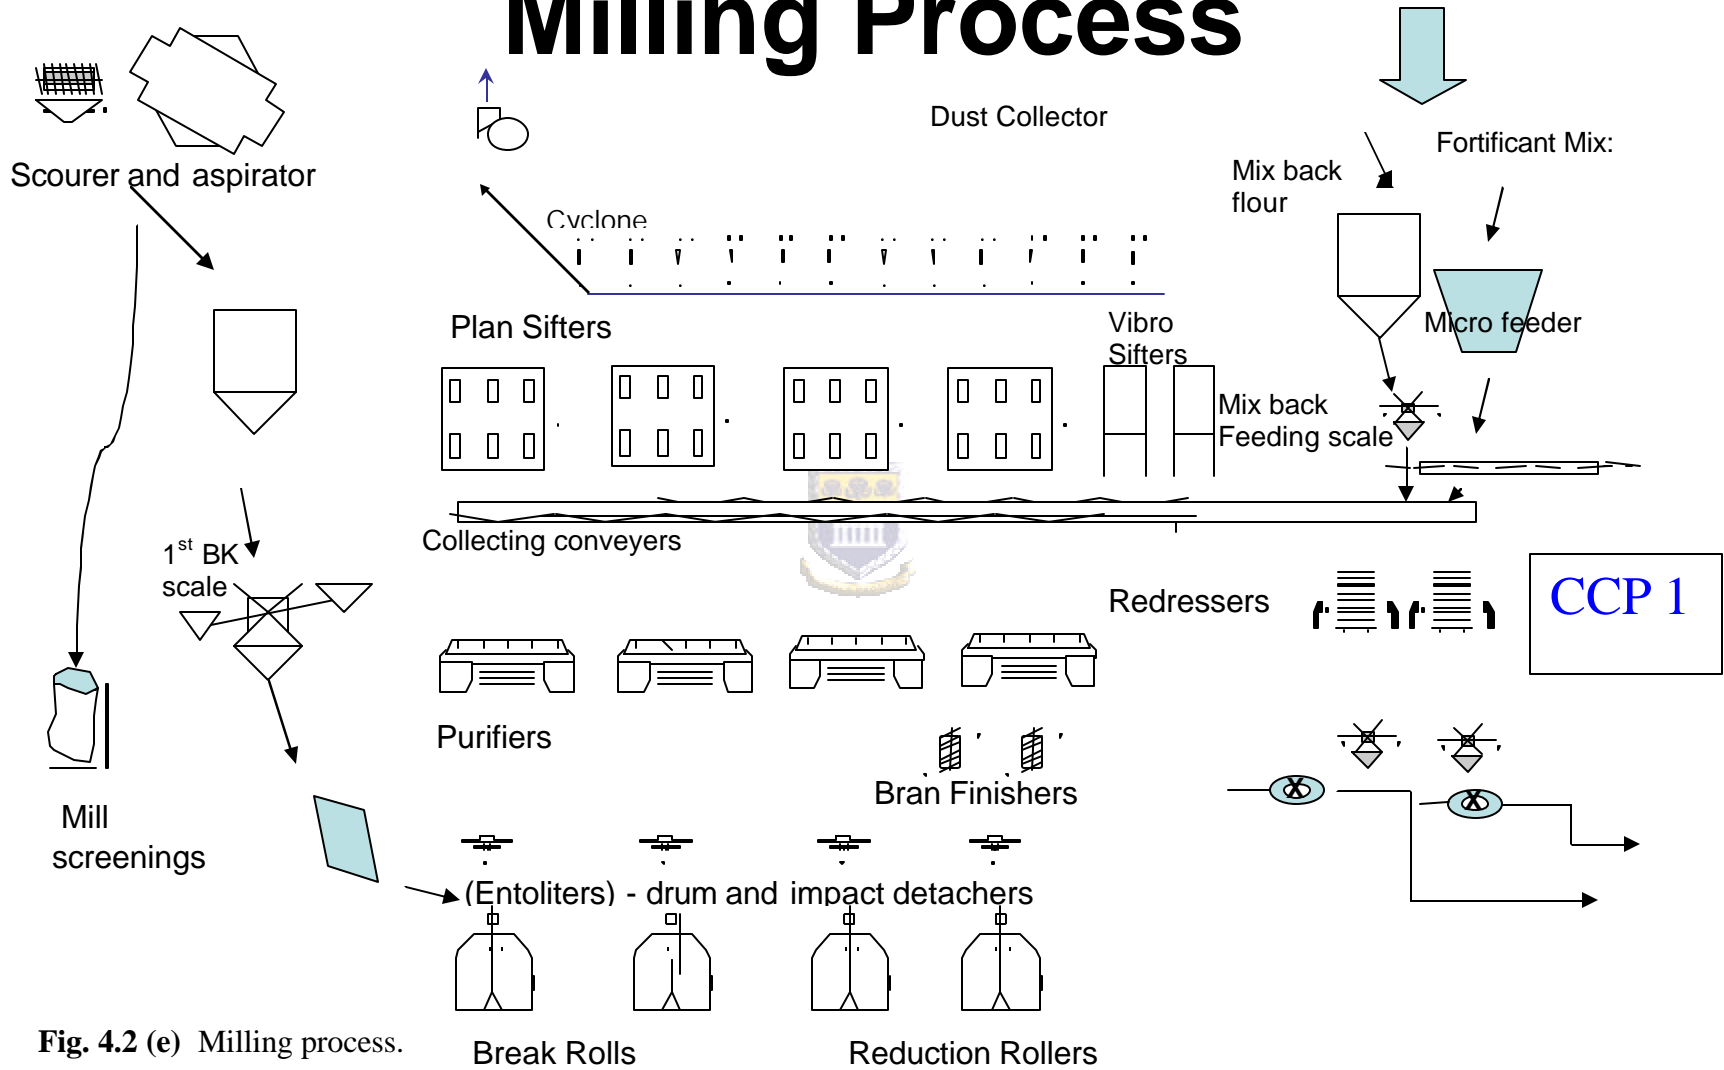 Milling Process
Scourer and aspirator
Dust Collector
Fortificant Mix:
Mix back
flour
Cyclone
Plan Sifters
Vibro
Sifters
Micro feeder
Mix back
Feeding scale
Collecting conveyers
1st BK
scale
Redressers
CCP 1
Purifiers
Bran Finishers
Mill
screenings
(Entoliters) - drum and impact detachers
X
X
Fig. 4.2 (e) Milling process.
Break Rolls
Reduction Rollers